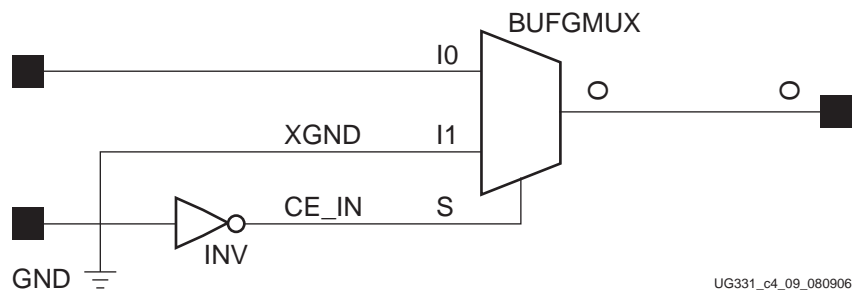 BUFGMUX
I0
O
O
XGND
I1
CE_IN
S
INV
GND
UG331_c4_09_080906